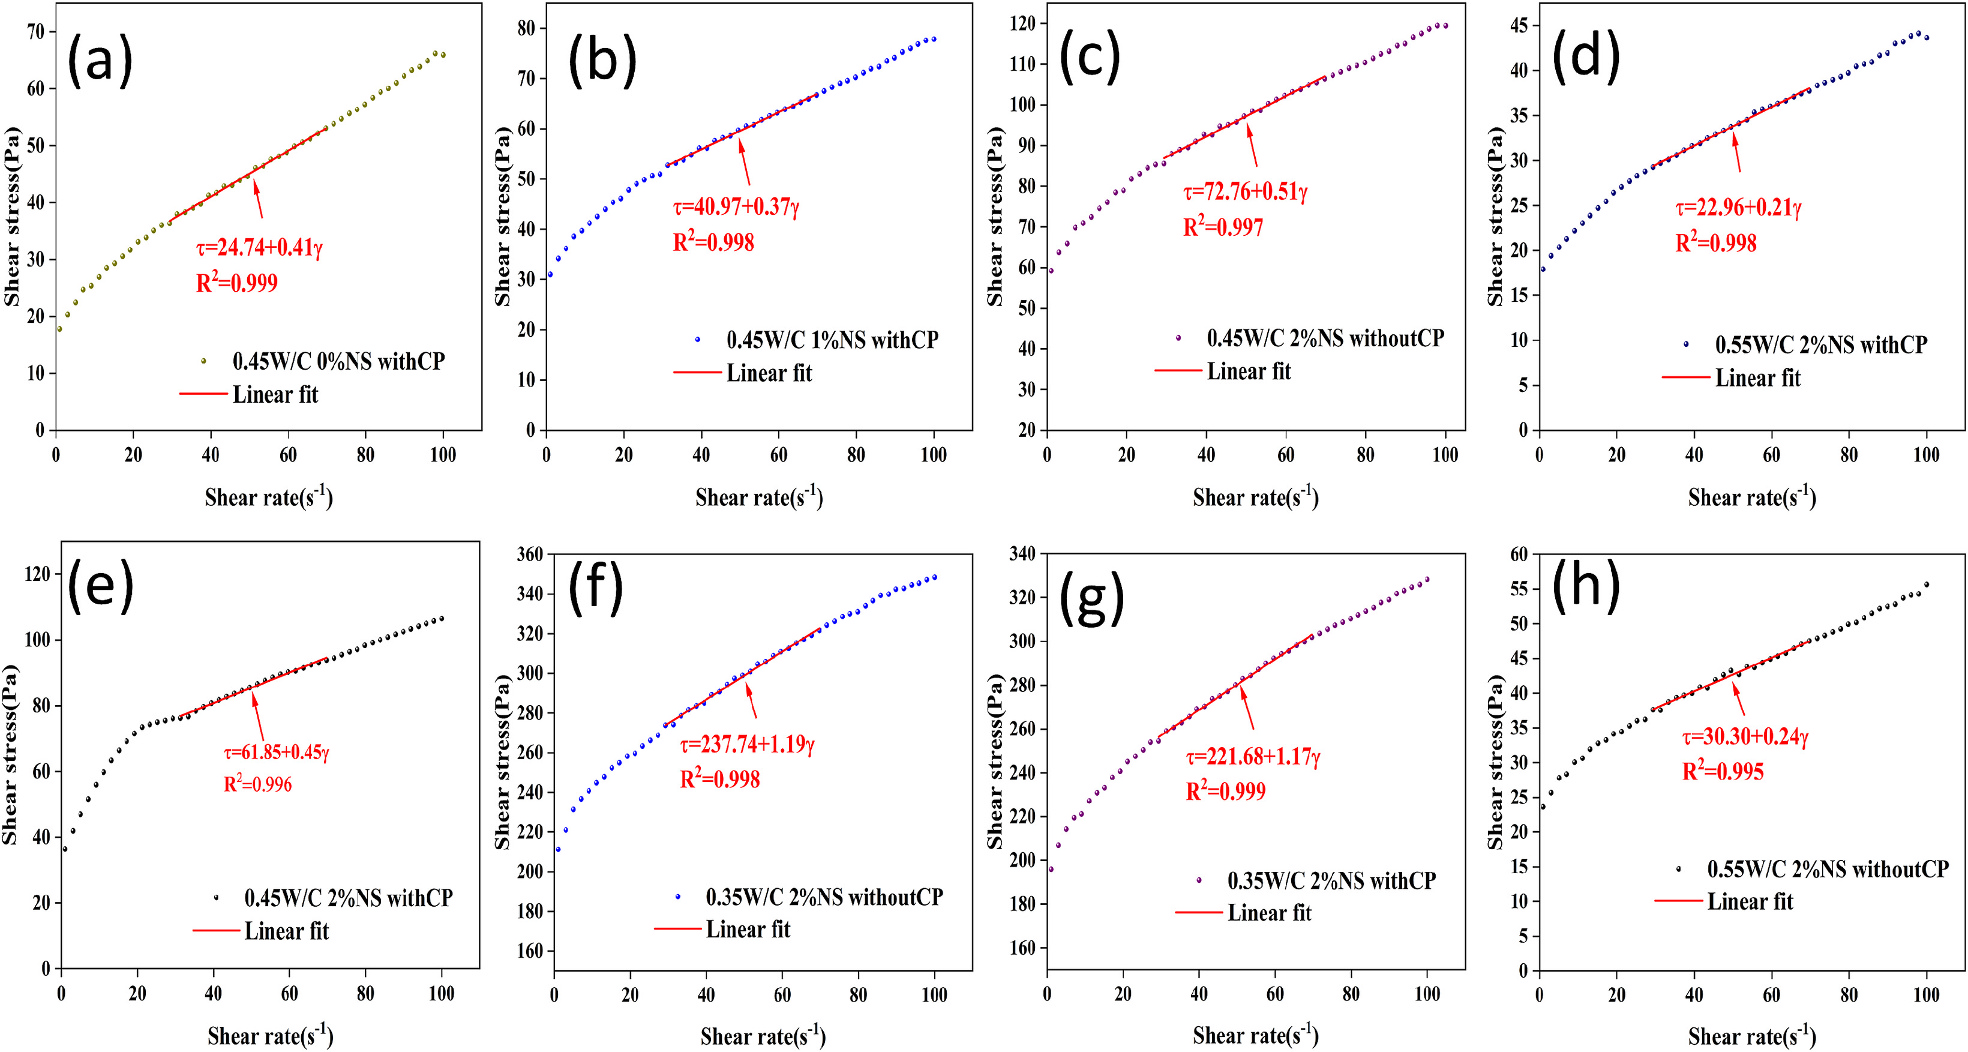 (a)
70
60
50
40
30
20
10
0
Shear stress(Pa)
τ=24.74+0.41γ
R²=0.999
0.45W/C 0%NS withCP
Linear fit
0 20 40 60 80 100
Shear rate(s⁻¹)
(b)
80
70
60
50
40
30
20
10
0
Shear stress(Pa)
τ=40.97+0.37γ
R²=0.998
0.45W/C 1%NS withCP
Linear fit
0 20 40 60 80 100
Shear rate(s⁻¹)
(c)
120
110
100
90
80
70
60
50
40
30
20
Shear stress(Pa)
τ=72.76+0.51γ
R²=0.997
0.45W/C 2%NS withoutCP
Linear fit
0 20 40 60 80 100
Shear rate(s⁻¹)
(d)
45
40
35
30
25
20
15
10
5
0
Shear stress(Pa)
τ=22.96+0.21γ
R²=0.998
0.55W/C 2%NS withCP
Linear fit
0 20 40 60 80 100
Shear rate(s⁻¹)
(e)
120
100
80
60
40
20
0
Shear stress(Pa)
τ=61.85+0.45γ
R²=0.996
0.45W/C 2%NS withCP
Linear fit
0 20 40 60 80 100
Shear rate(s⁻¹)
(f)
360
340
320
300
280
260
240
220
200
180
160
Shear stress(Pa)
τ=237.74+1.19γ
R²=0.998
0.35W/C 2%NS withoutCP
Linear fit
0 20 40 60 80 100
Shear rate(s⁻¹)
(g)
340
320
300
280
260
240
220
200
180
160
Shear stress(Pa)
τ=221.68+1.17γ
R²=0.999
0.35W/C 2%NS withCP
Linear fit
0 20 40 60 80 100
Shear rate(s⁻¹)
(h)
60
55
50
45
40
35
30
25
20
15
10
5
0
Shear stress(Pa)
τ=30.30+0.24γ
R²=0.995
0.55W/C 2%NS withoutCP
Linear fit
0 20 40 60 80 100
Shear rate(s⁻¹)